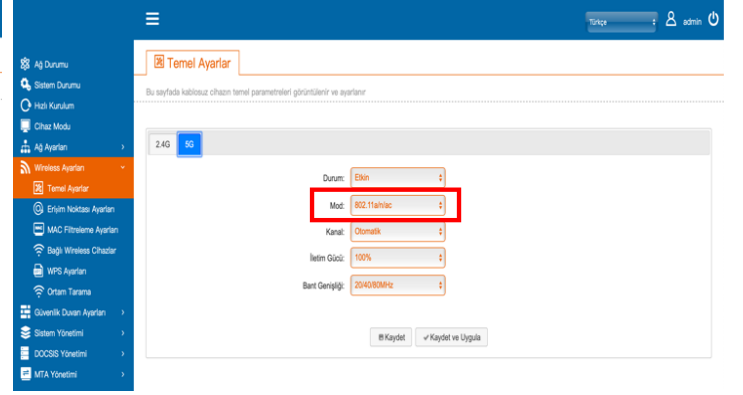 Türkçe
admin
Ağ Durumu
Sistem Durumu
Hızlı Kurulum
Cihaz Modu
Ağ Ayarları
Wireless Ayarları
Temel Ayarlar
Erişim Noktası Ayarları
MAC Filtreleme Ayarları
Bağlı Wireless Cihazlar
WPS Ayarları
Ortam Tarama
Güvenlik Duvarı Ayarları
Sistem Yönetimi
DOCSIS Yönetimi
MTA Yönetimi
Temel Ayarlar
Bu sayfada kablosuz cihazın temel parametreleri görüntülenir ve ayarlanır
2.4G 5G
Durum: Etkin
Mod: 802.11a/n/ac
Kanal: Otomatik
İletim Gücü: 100%
Bant Genişliği: 20/40/80MHz
Kaydet Kaydet ve Uygula